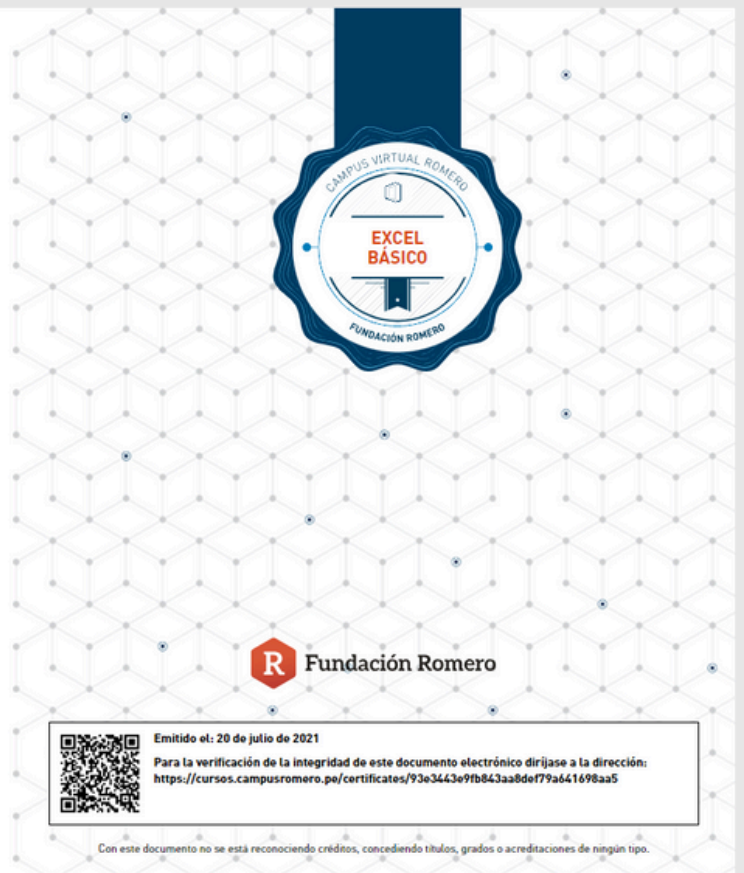 CAMPUS VIRTUAL ROMERO
EXCEL
BÁSICO
FUNDACIÓN ROMERO
R Fundación Romero
Emitido el: 20 de julio de 2021
Para la verificación de la integridad de este documento electrónico diríjase a la dirección:
https://cursos.campusromero.pe/certificates/93e3443e9fb843aa8def79a641698aa5
Con este documento no se está reconociendo créditos, concediendo títulos, grados o acreditaciones de ningún tipo.